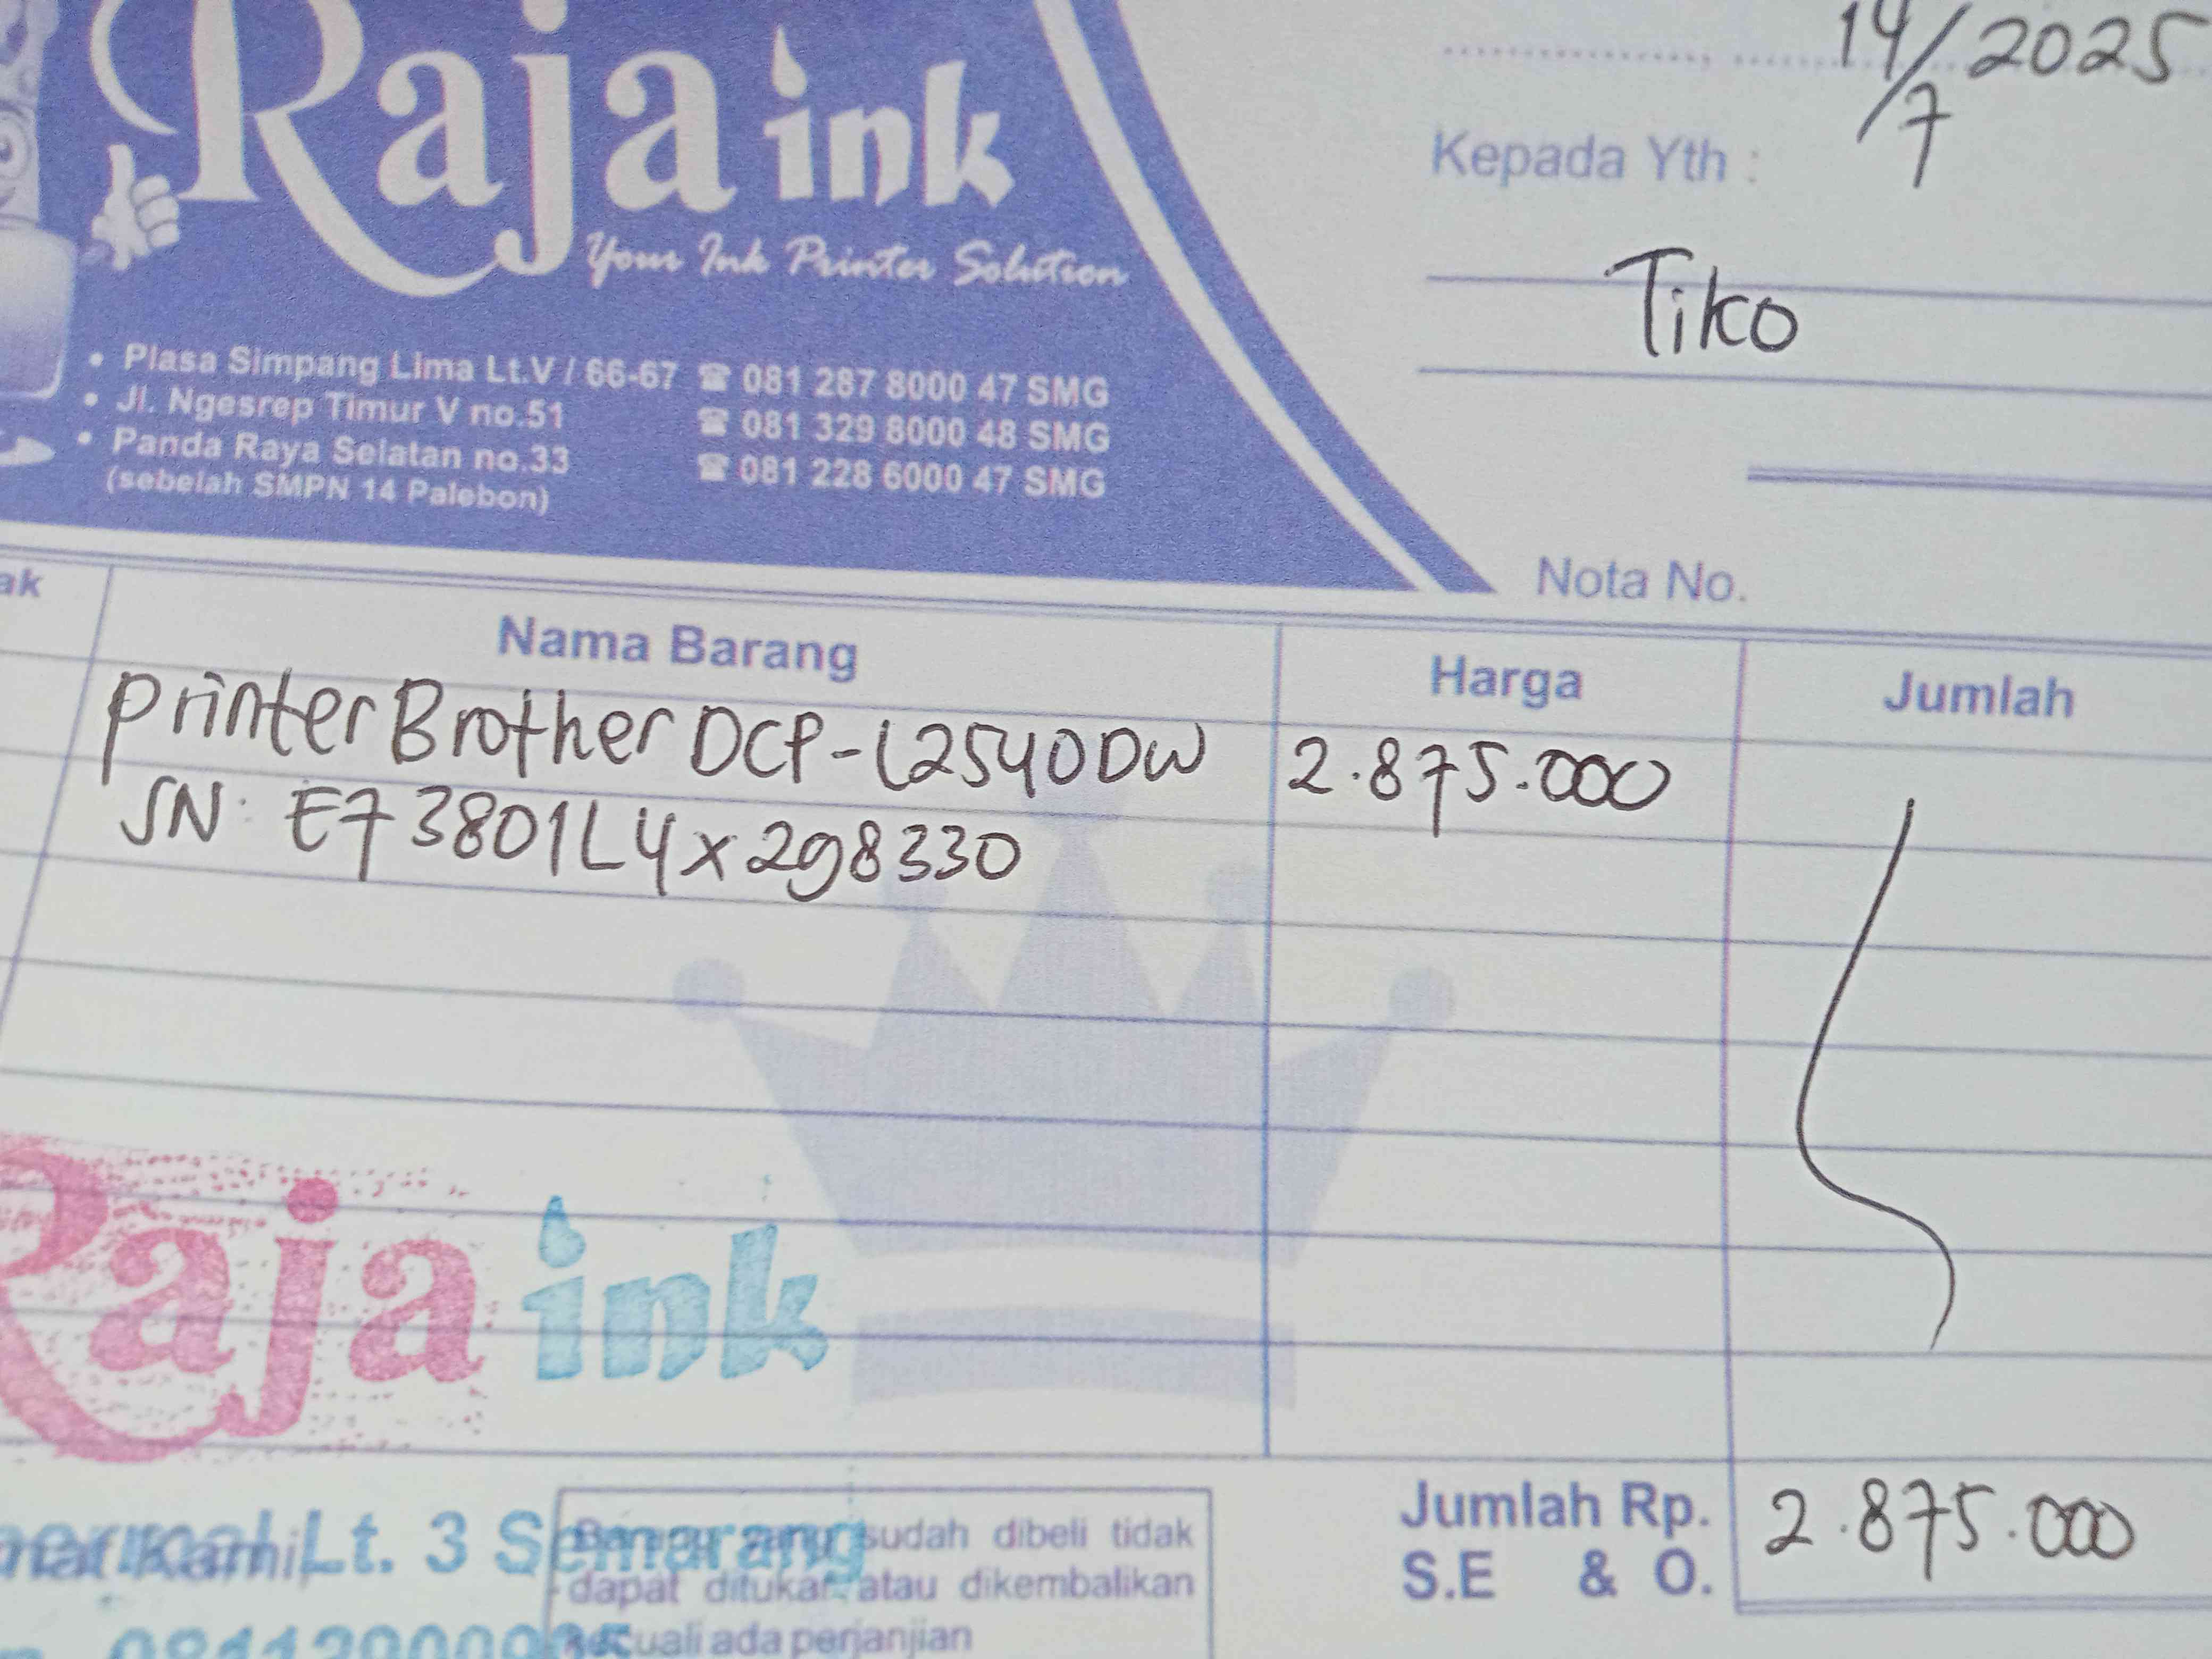 Raja ink
Your Ink Printer Solution
• Plasa Simpang Lima Lt.V / 66-67 ☎ 081 287 8000 47 SMG
• Jl. Ngesrep Timur V no.51 ☎ 081 329 8000 48 SMG
• Panda Raya Selatan no.33 ☎ 081 228 6000 47 SMG
(sebelah SMPN 14 Palebon)
14/7 2025
Kepada Yth :
Tiko
Nota No.
ak Nama Barang Harga Jumlah
Printer Brother DCP-L2540DW 2.875.000
SN: E73801L4x298330
Raja ink
Lt. 3 Semarang
Kami
Barang yang sudah dibeli tidak
dapat ditukar atau dikembalikan
kecuali ada perjanjian
Jumlah Rp. 2.875.000
S.E & O.